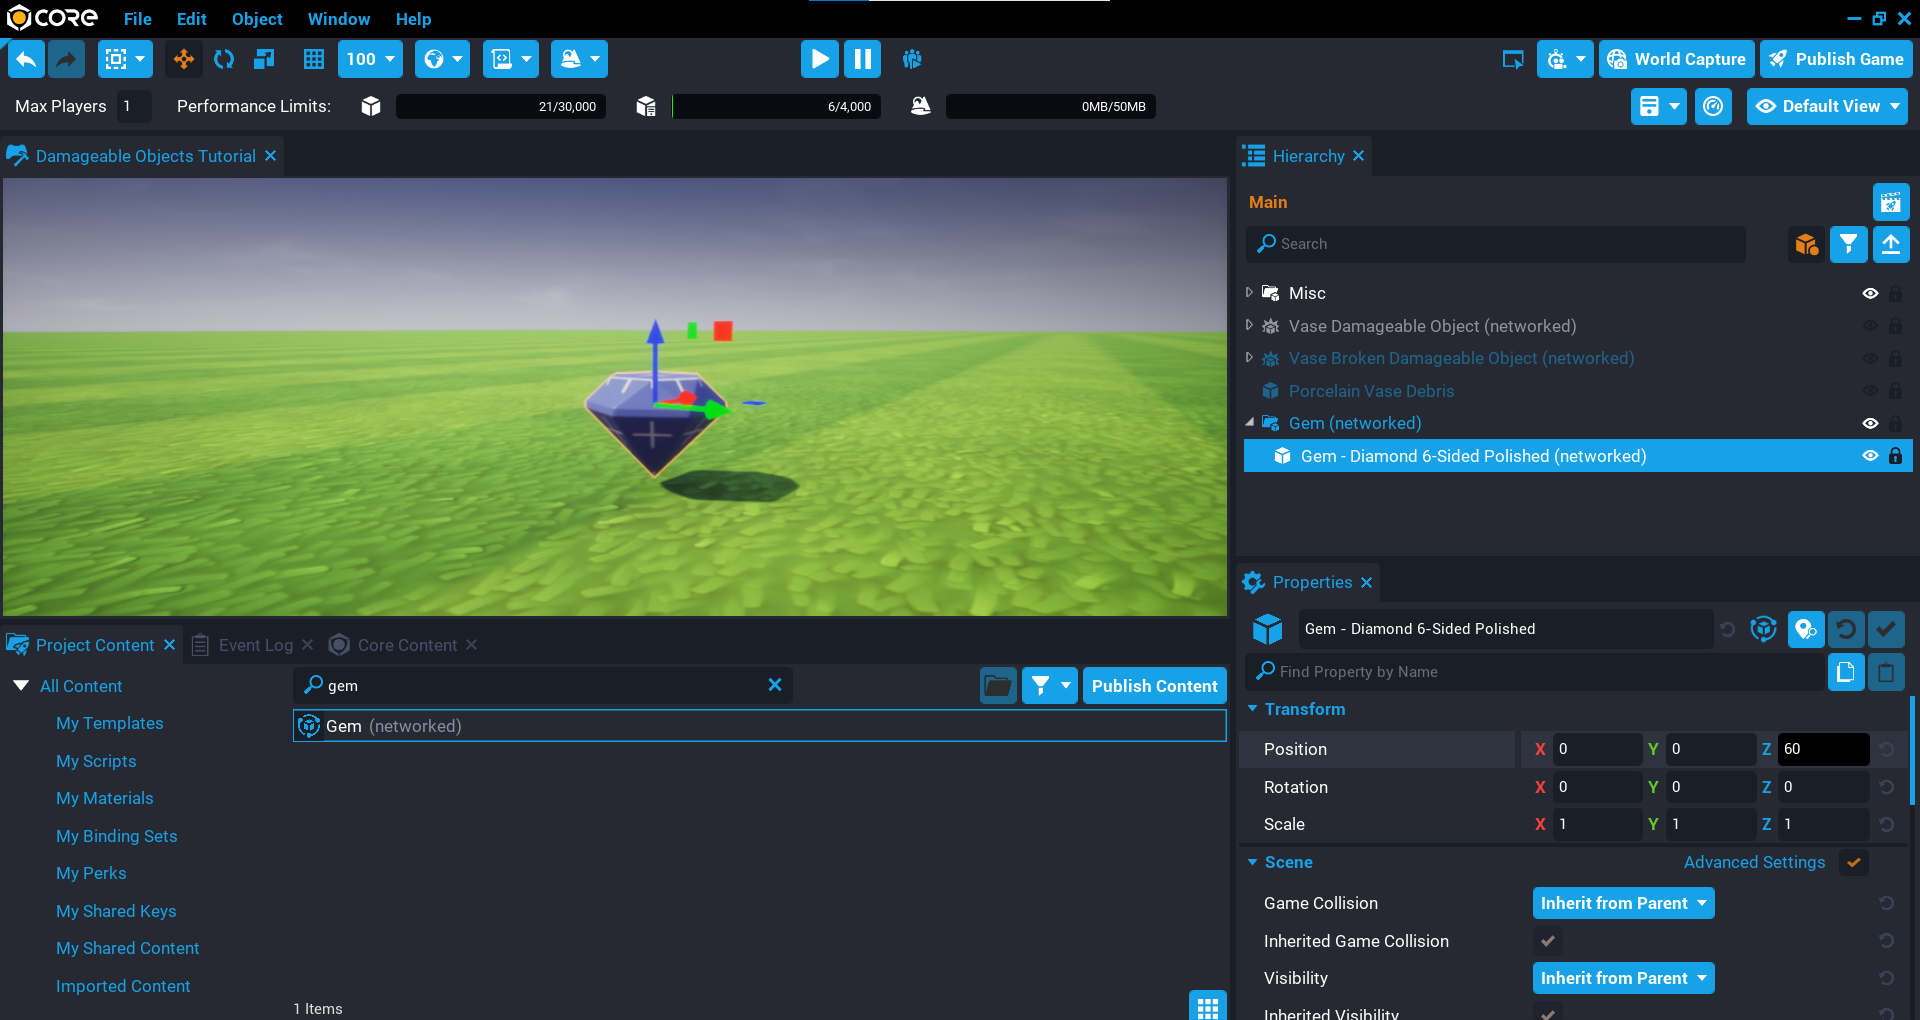 CORE File Edit Object Window Help
100 World Capture Publish Game
Max Players 1 Performance Limits: 21/30,000 6/4,000 0MB/50MB Default View
Damageable Objects Tutorial
Hierarchy
Main
Search
Misc
Vase Damageable Object (networked)
Vase Broken Damageable Object (networked)
Porcelain Vase Debris
Gem (networked)
Gem - Diamond 6-Sided Polished (networked)
Properties
Gem - Diamond 6-Sided Polished
Find Property by Name
Transform
Position X 0 Y 0 Z 60
Rotation X 0 Y 0 Z 0
Scale X 1 Y 1 Z 1
Scene Advanced Settings
Game Collision Inherit from Parent
Inherited Game Collision
Visibility Inherit from Parent
Inherited Visibility
Project Content Event Log Core Content
All Content
My Templates
My Scripts
My Materials
My Binding Sets
My Perks
My Shared Keys
My Shared Content
Imported Content
gem Publish Content
Gem (networked)
1 Items